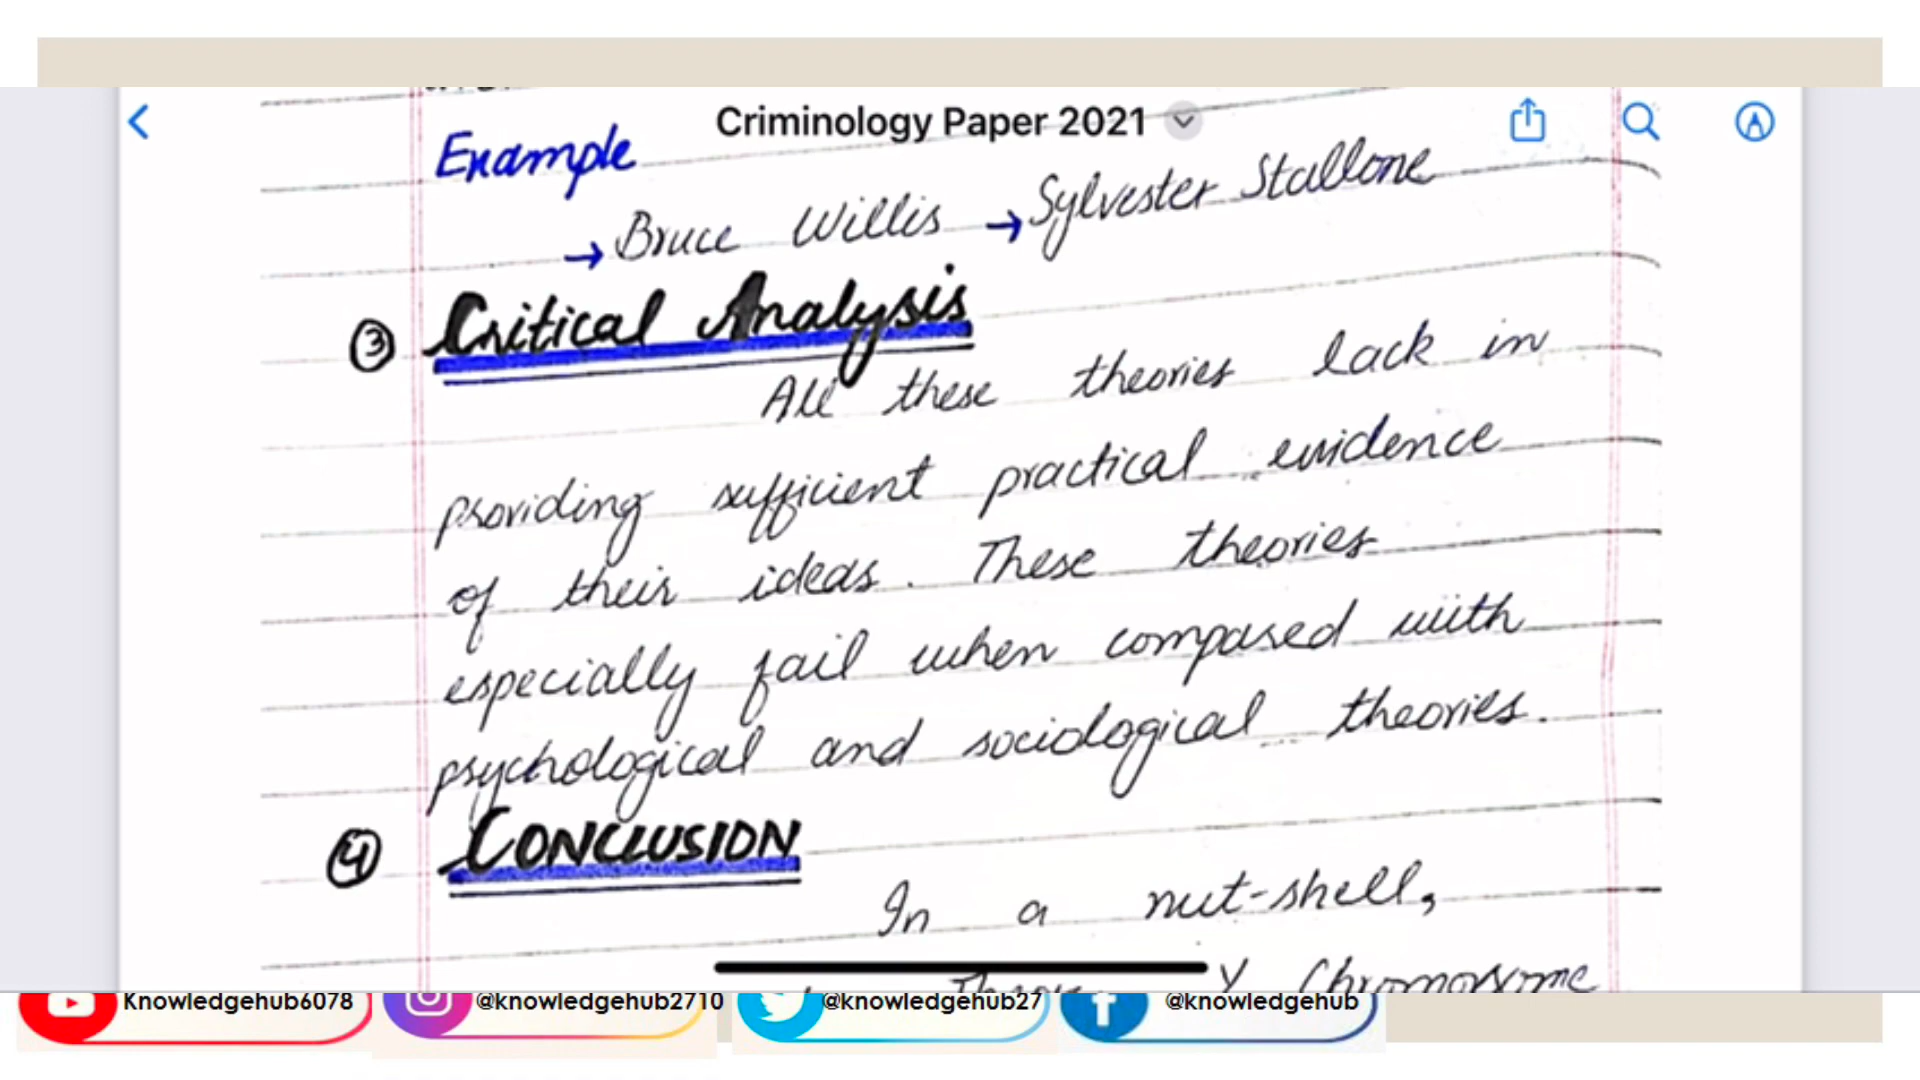 Criminology Paper 2021
Example
→ Bruce Willis → Sylvester Stallone
③ Critical Analysis
All these theories lack in
providing sufficient practical evidence
of their ideas. These theories
especially fail when compared with
psychological and sociological theories.
④ CONCLUSION
In a nut-shell,
Y Chromosome
Knowledgehub6078 @knowledgehub2710 @knowledgehub27 @knowledgehub